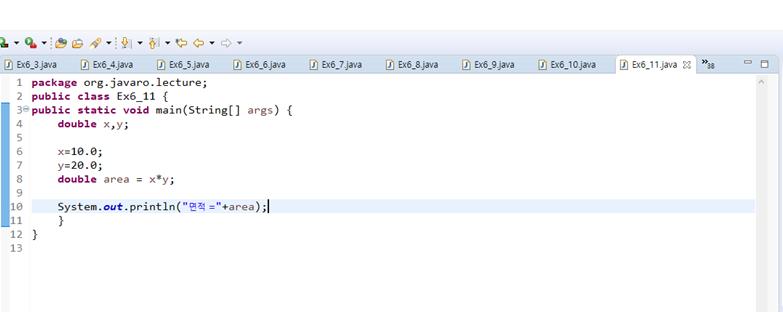 Ex6_3.java Ex6_4.java Ex6_5.java Ex6_6.java Ex6_7.java Ex6_8.java Ex6_9.java Ex6_10.java Ex6_11.java »38
1 package org.javaro.lecture;
2 public class Ex6_11 {
3 public static void main(String[] args) {
4 double x,y;
5
6 x=10.0;
7 y=20.0;
8 double area = x*y;
9
10 System.out.println("면적 ="+area);
11 }
12 }
13